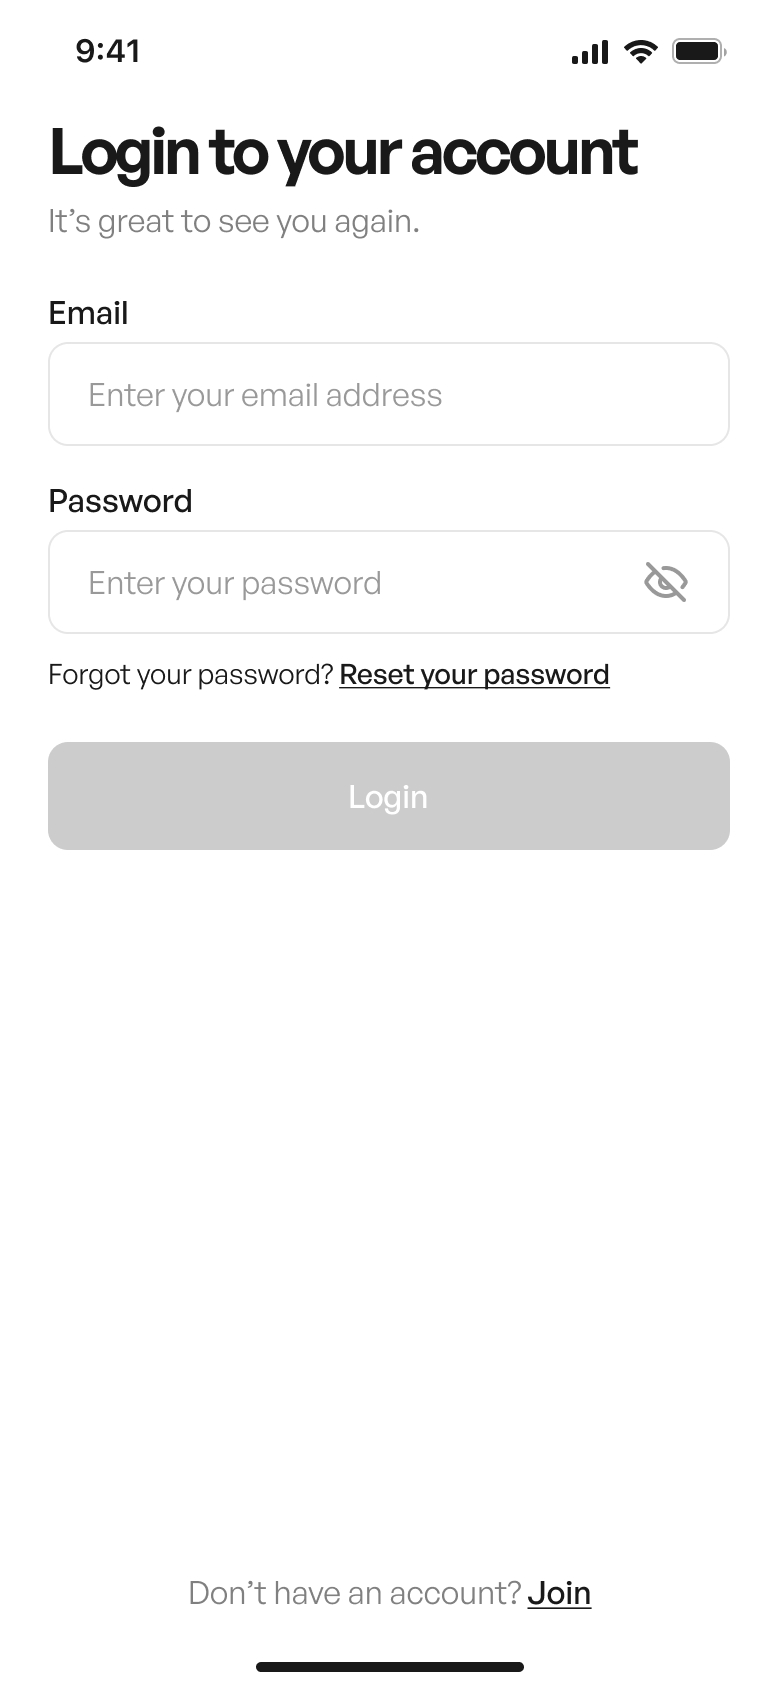 9:41
Login to your account
It’s great to see you again.
Email
Enter your email address
Password
Enter your password
Forgot your password? Reset your password
Login
Don’t have an account? Join